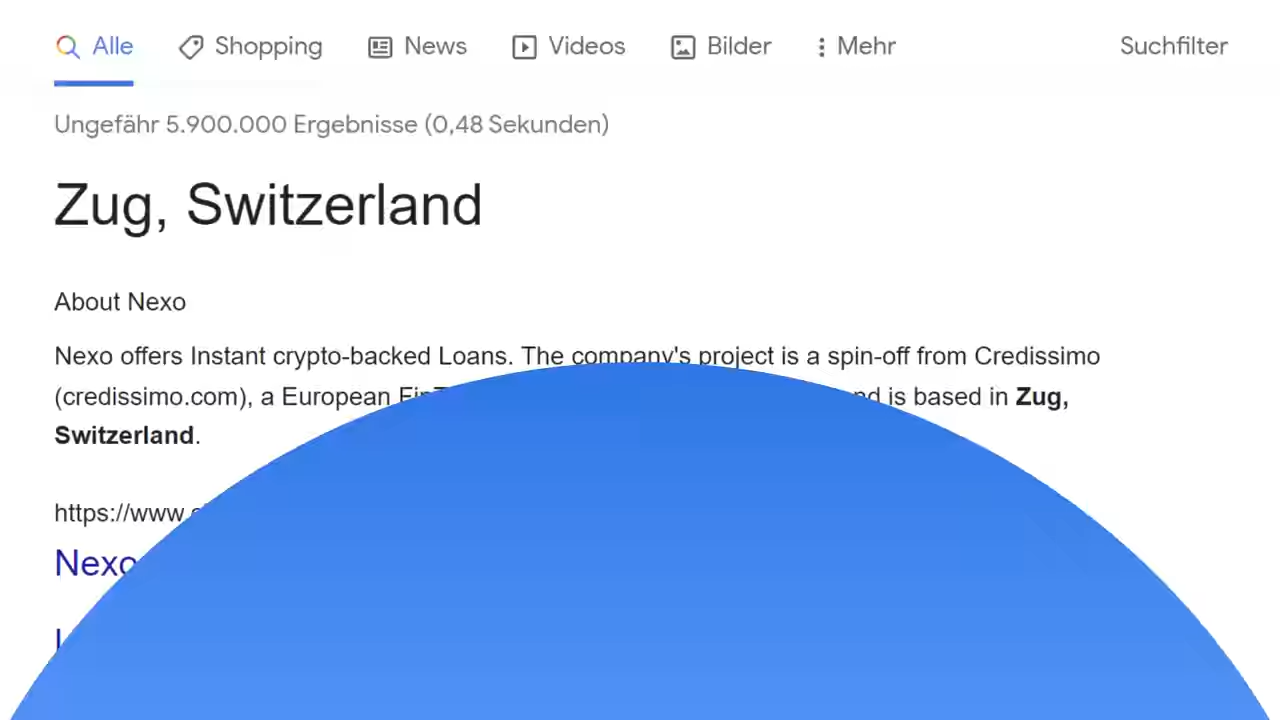 Alle Shopping News Videos Bilder Mehr Suchfilter
Ungefähr 5.900.000 Ergebnisse (0,48 Sekunden)
Zug, Switzerland
About Nexo
Nexo offers Instant crypto-backed Loans. The company's project is a spin-off from Credissimo
(credissimo.com), a European is based in Zug,
Switzerland.
https://www.
Nexo